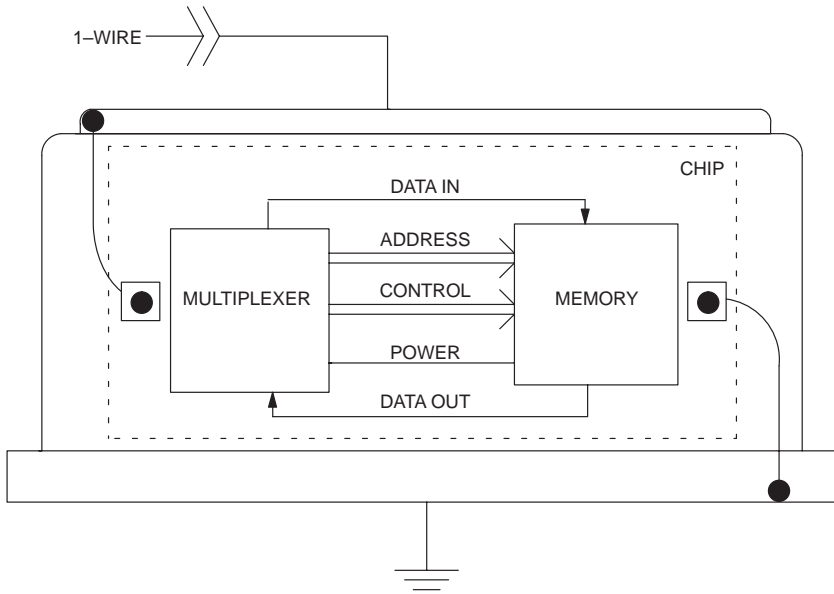 1–WIRE
CHIP
DATA IN
ADDRESS
MULTIPLEXER
CONTROL
MEMORY
POWER
DATA OUT